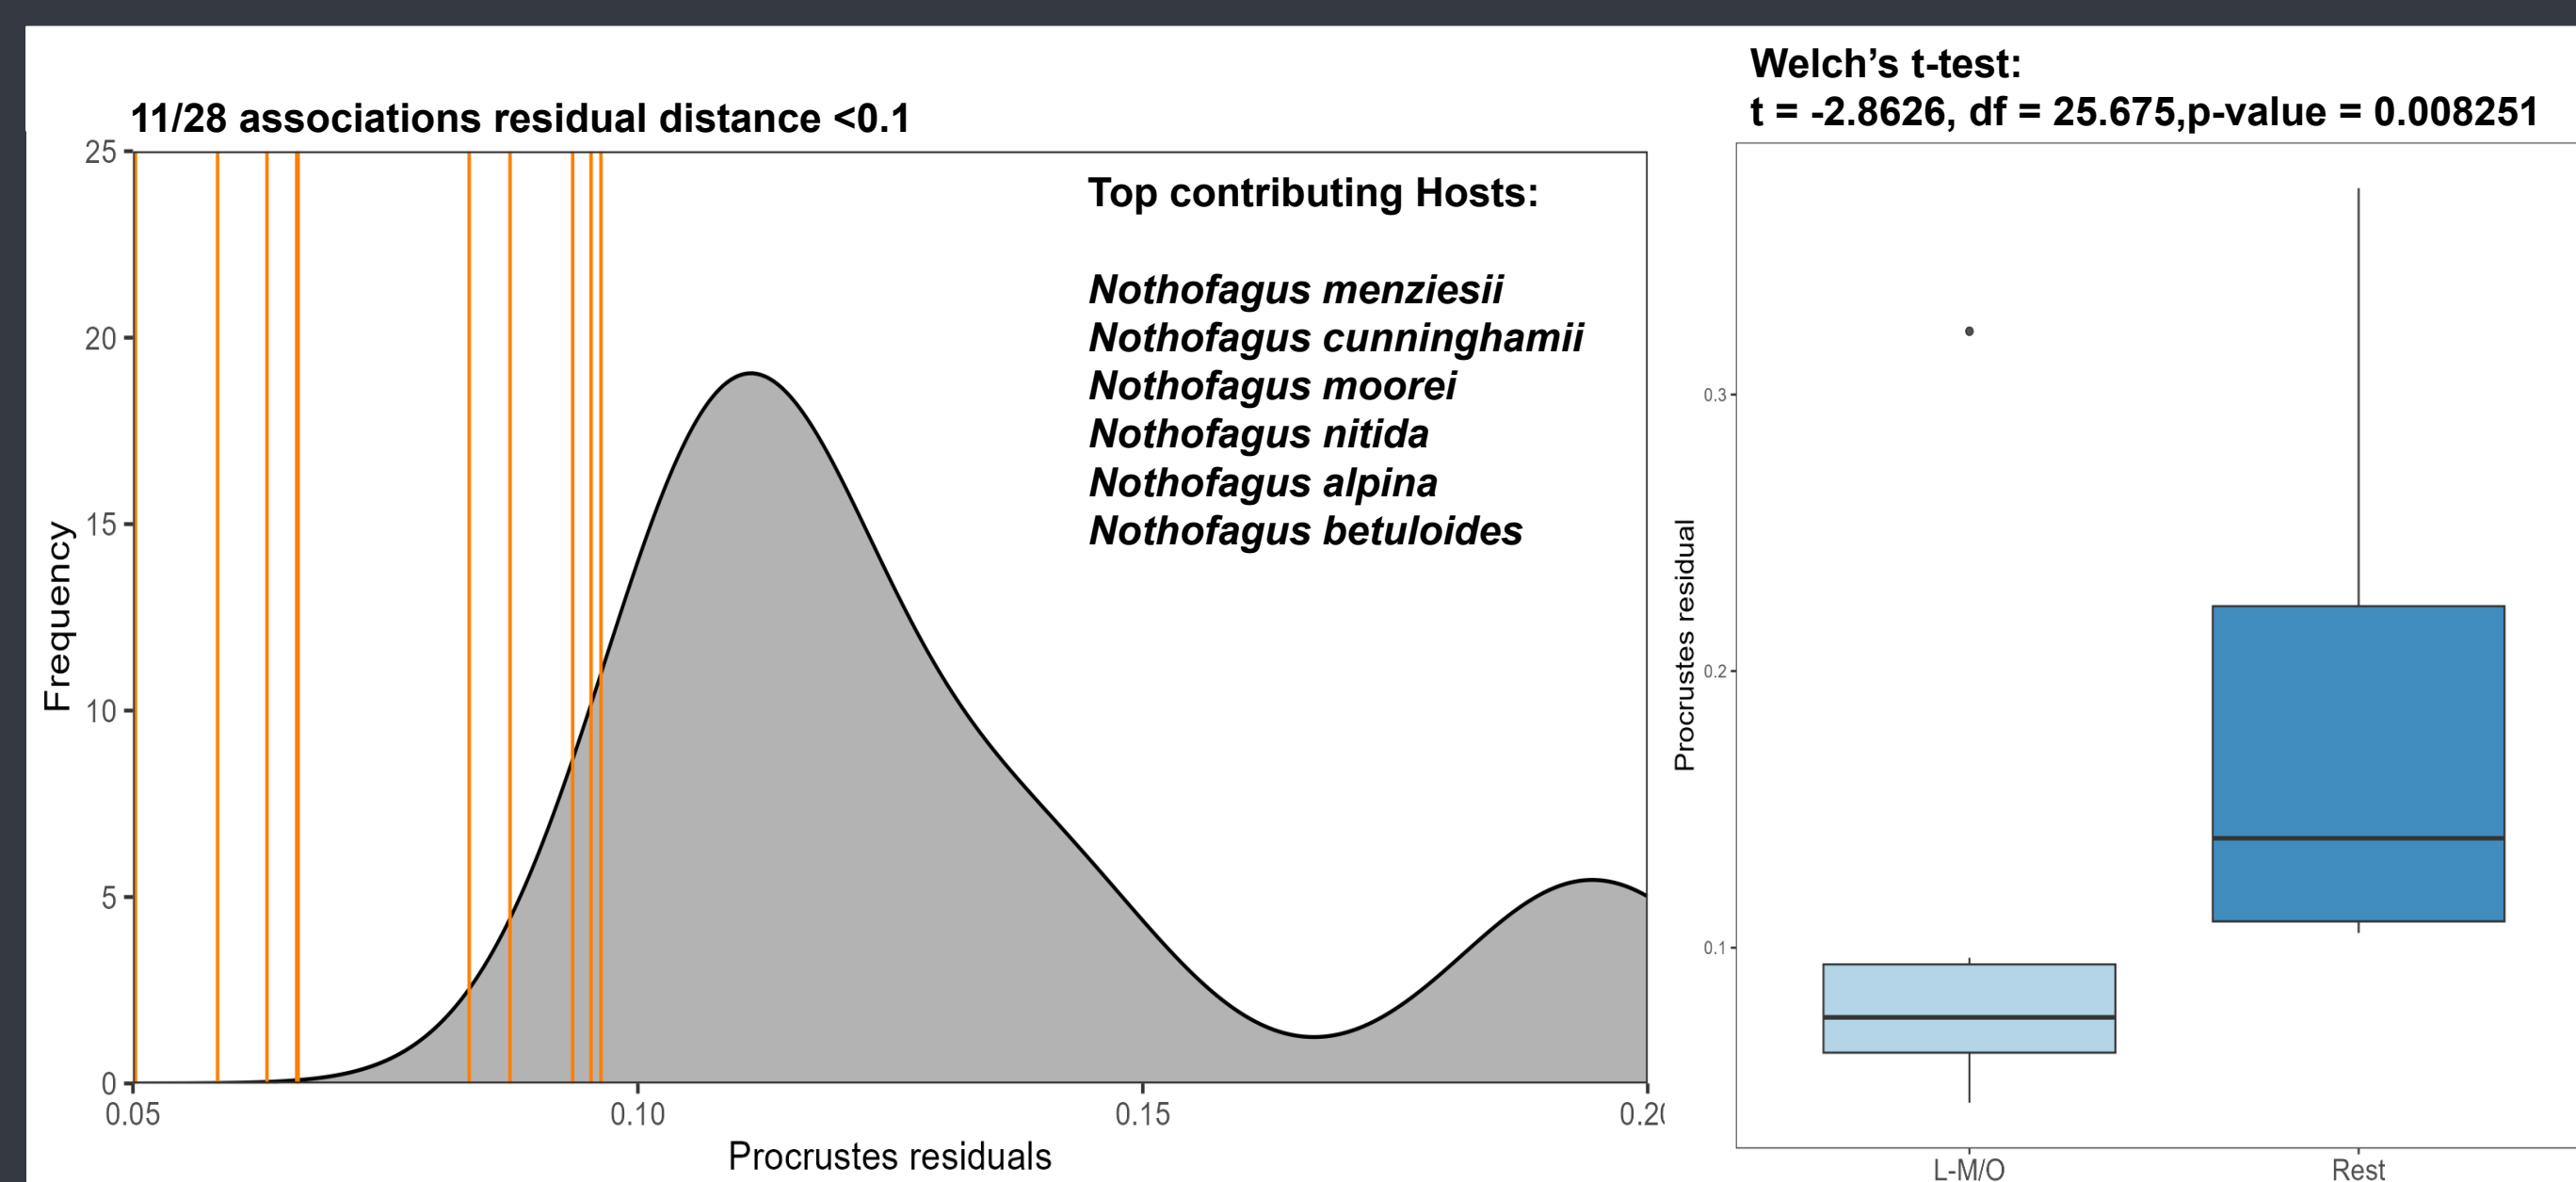 11/28 associations residual distance <0.1
25
20
15
10
5
0
Frequency
0.05
0.10
0.15
Procrustes residuals
Top contributing Hosts:
Nothofagus menziesii
Nothofagus cunninghamii
Nothofagus moorei
Nothofagus nitida
Nothofagus alpina
Nothofagus betuloides
Welch’s t-test:
t = -2.8626, df = 25.675,p-value = 0.008251
Procrustes residual
0.3
0.2
0.1
L-M/O
Rest